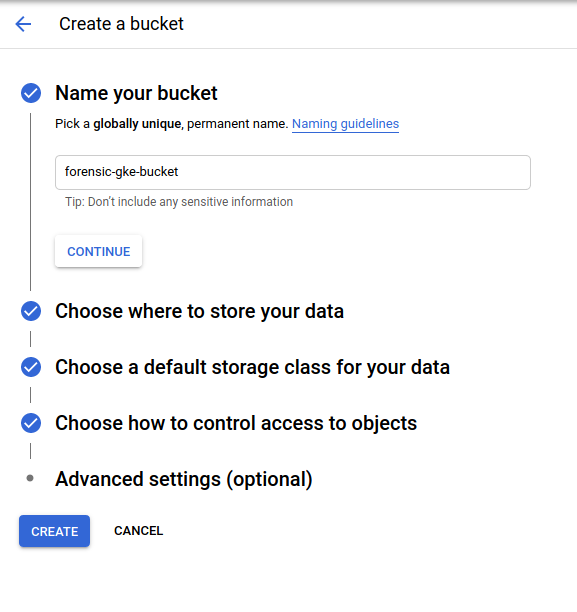 Create a bucket
Name your bucket
Pick a globally unique, permanent name. Naming guidelines
forensic-gke-bucket
Tip: Don't include any sensitive information
CONTINUE
Choose where to store your data
Choose a default storage class for your data
Choose how to control access to objects
Advanced settings (optional)
CREATE CANCEL